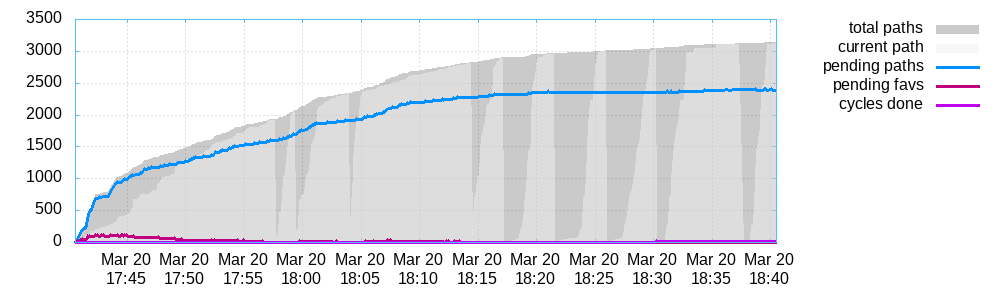 3500
3000
2500
2000
1500
1000
500
0
Mar 20 Mar 20 Mar 20 Mar 20 Mar 20 Mar 20 Mar 20 Mar 20 Mar 20 Mar 20 Mar 20 Mar 20
17:45 17:50 17:55 18:00 18:05 18:10 18:15 18:20 18:25 18:30 18:35 18:40
total paths
current path
pending paths
pending favs
cycles done